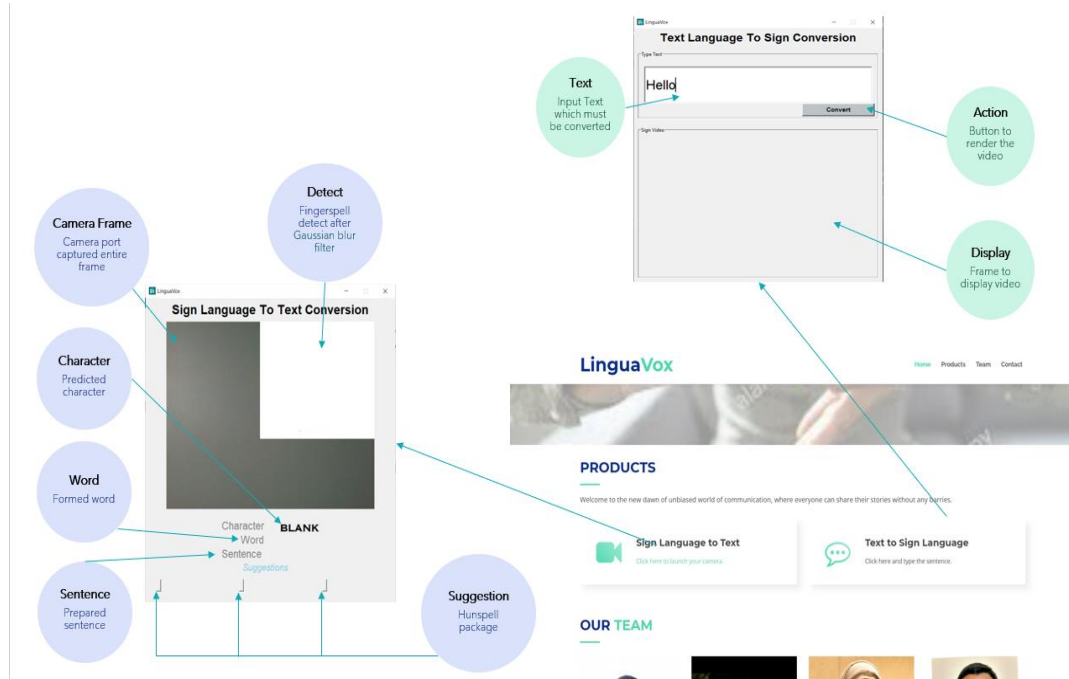 LinguaVox
Text Language To Sign Conversion
Type Text
Hello
Convert
Sign Video
Text
Input Text
which must
be converted
Action
Button to
render the
video
Display
Frame to
display video
Detect
Fingerspell
detect after
Gaussian blur
filter
Camera Frame
Camera port
captured entire
frame
Character
Predicted
character
Word
Formed word
Sentence
Prepared
sentence
Suggestion
Hunspell
package
LinguaVox
Sign Language To Text Conversion
Character BLANK
Word
Sentence
Suggestions
LinguaVox
Home Products Team Contact
PRODUCTS
Welcome to the new dawn of unbiased world of communication, where everyone can share their stories without any barries.
Sign Language to Text
Click here to launch your camera.
Text to Sign Language
Click here and type the sentence.
OUR TEAM